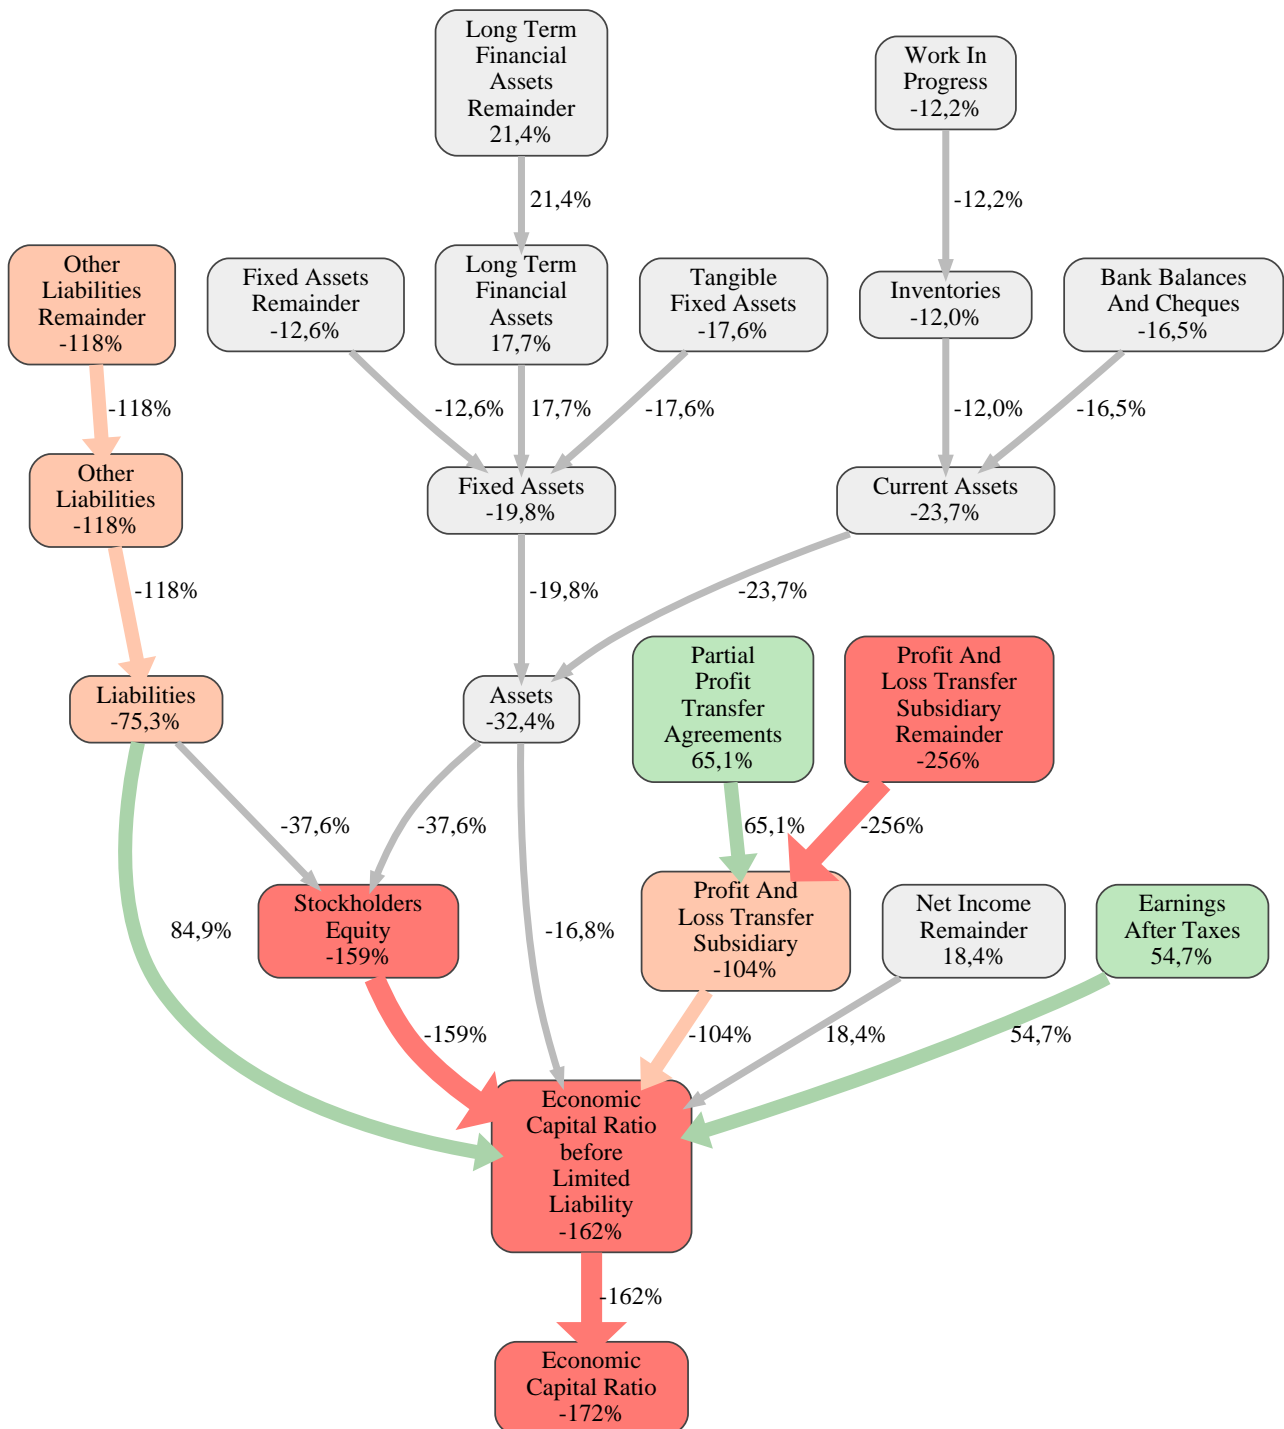 Long Term
Financial
Assets
Remainder
21,4%
Work In
Progress
-12,2%
21,4%
-12,2%
Other
Liabilities
Remainder
-118%
Fixed Assets
Remainder
-12,6%
Long Term
Financial
Assets
17,7%
Tangible
Fixed Assets
-17,6%
Inventories
-12,0%
Bank Balances
And Cheques
-16,5%
-118%
-12,6%
17,7%
-17,6%
-12,0%
-16,5%
Other
Liabilities
-118%
Fixed Assets
-19,8%
Current Assets
-23,7%
-118%
-19,8%
-23,7%
Liabilities
-75,3%
Assets
-32,4%
Partial
Profit
Transfer
Agreements
65,1%
Profit And
Loss Transfer
Subsidiary
Remainder
-256%
-37,6%
-37,6%
65,1%
-256%
84,9%
Stockholders
Equity
-159%
-16,8%
Profit And
Loss Transfer
Subsidiary
-104%
Net Income
Remainder
18,4%
Earnings
After Taxes
54,7%
-159%
-104%
18,4%
54,7%
Economic
Capital Ratio
before
Limited
Liability
-162%
-162%
Economic
Capital Ratio
-172%